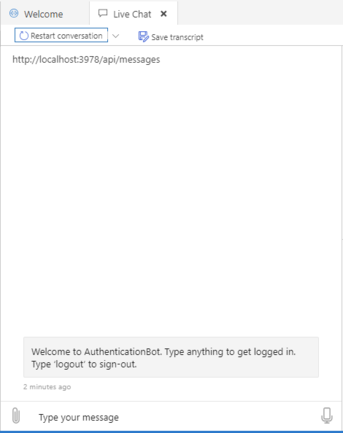 Welcome
Live Chat
Restart conversation
Save transcript
http://localhost:3978/api/messages
Welcome to AuthenticationBot. Type anything to get logged in.
Type 'logout' to sign-out.
2 minutes ago
Type your message